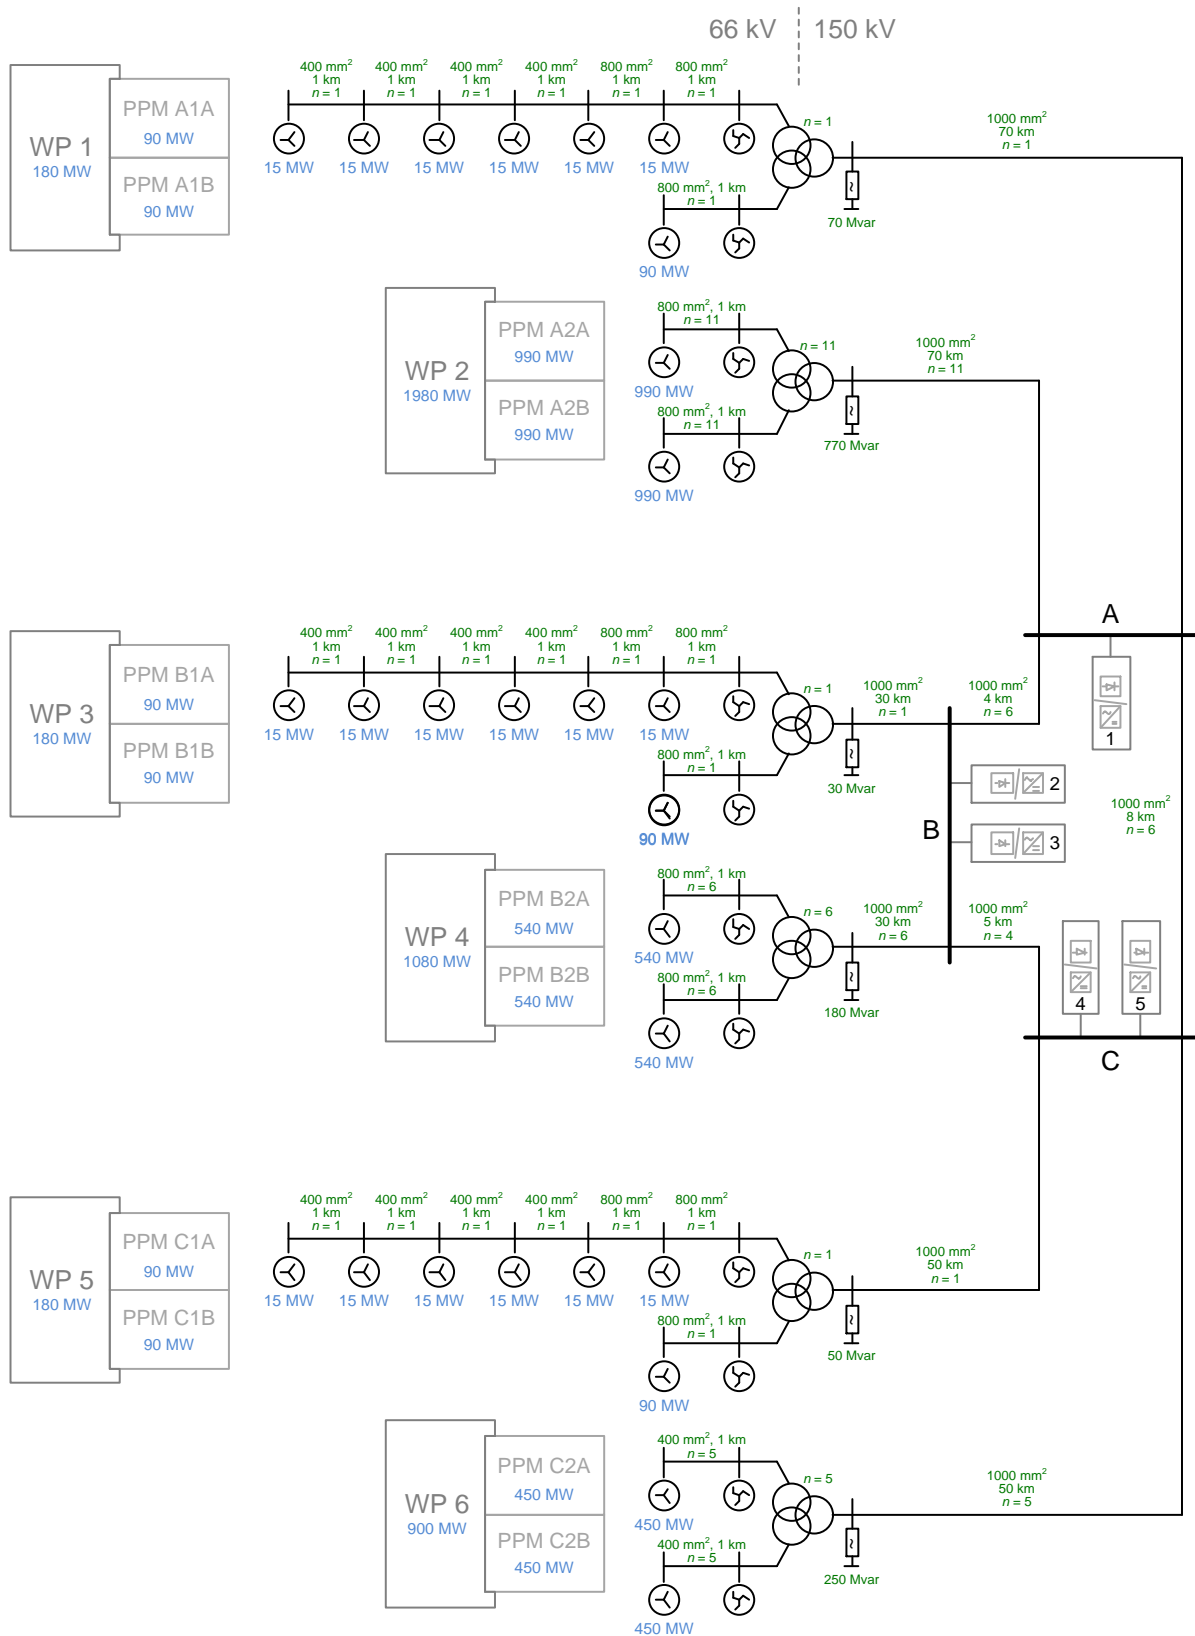 66 kV 150 kV
400 mm² 400 mm² 400 mm² 400 mm² 800 mm² 800 mm²
1 km 1 km 1 km 1 km 1 km 1 km
n = 1 n = 1 n = 1 n = 1 n = 1 n = 1
WP 1
180 MW
PPM A1A
90 MW
PPM A1B
90 MW
15 MW 15 MW 15 MW 15 MW 15 MW 15 MW
n = 1
1000 mm²
70 km
n = 1
800 mm², 1 km
n = 1
70 Mvar
90 MW
WP 2
1980 MW
PPM A2A
990 MW
PPM A2B
990 MW
800 mm², 1 km
n = 11
990 MW
n = 11
1000 mm²
70 km
n = 11
800 mm², 1 km
n = 11
770 Mvar
990 MW
A
1
400 mm² 400 mm² 400 mm² 400 mm² 800 mm² 800 mm²
1 km 1 km 1 km 1 km 1 km 1 km
n = 1 n = 1 n = 1 n = 1 n = 1 n = 1
WP 3
180 MW
PPM B1A
90 MW
PPM B1B
90 MW
15 MW 15 MW 15 MW 15 MW 15 MW 15 MW
n = 1
1000 mm²
30 km
n = 1
1000 mm²
4 km
n = 6
800 mm², 1 km
n = 1
30 Mvar
90 MW
2
B
3
1000 mm²
8 km
n = 6
WP 4
1080 MW
PPM B2A
540 MW
PPM B2B
540 MW
800 mm², 1 km
n = 6
540 MW
n = 6
1000 mm²
30 km
n = 6
1000 mm²
5 km
n = 4
800 mm², 1 km
n = 6
180 Mvar
540 MW
4 5
C
400 mm² 400 mm² 400 mm² 400 mm² 800 mm² 800 mm²
1 km 1 km 1 km 1 km 1 km 1 km
n = 1 n = 1 n = 1 n = 1 n = 1 n = 1
WP 5
180 MW
PPM C1A
90 MW
PPM C1B
90 MW
15 MW 15 MW 15 MW 15 MW 15 MW 15 MW
n = 1
1000 mm²
50 km
n = 1
800 mm², 1 km
n = 1
50 Mvar
90 MW
WP 6
900 MW
PPM C2A
450 MW
PPM C2B
450 MW
400 mm², 1 km
n = 5
450 MW
n = 5
1000 mm²
50 km
n = 5
400 mm², 1 km
n = 5
250 Mvar
450 MW